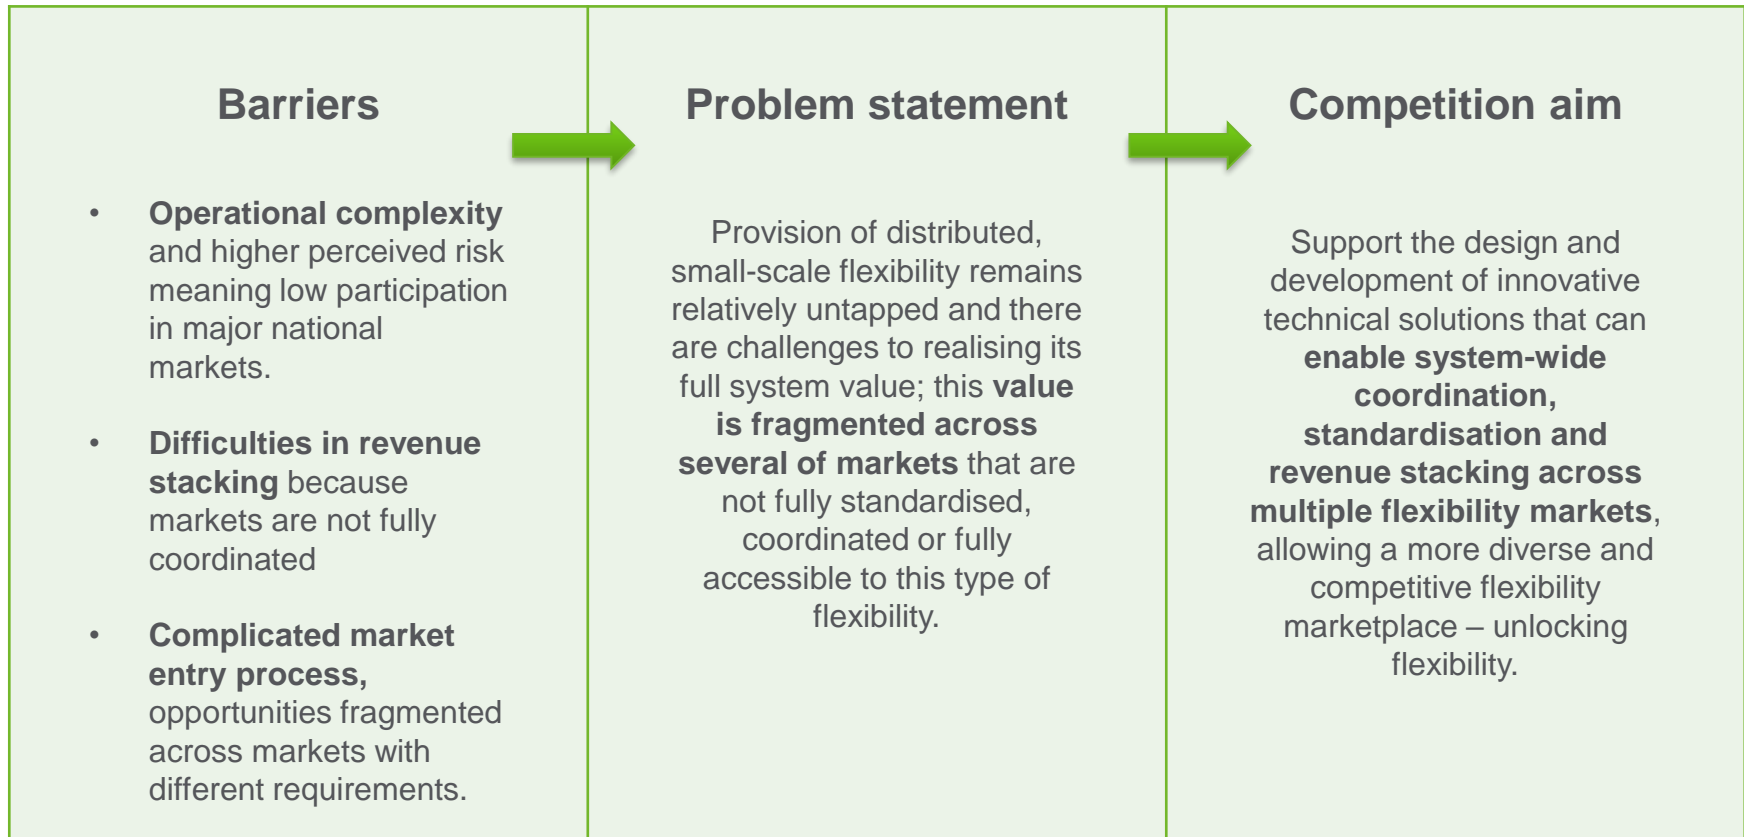 Barriers
• Operational complexity
and higher perceived risk
meaning low participation
in major national
markets.
• Difficulties in revenue
stacking because
markets are not fully
coordinated
• Complicated market
entry process,
opportunities fragmented
across markets with
different requirements.
Problem statement
Provision of distributed,
small-scale flexibility remains
relatively untapped and there
are challenges to realising its
full system value; this value
is fragmented across
several of markets that are
not fully standardised,
coordinated or fully
accessible to this type of
flexibility.
Competition aim
Support the design and
development of innovative
technical solutions that can
enable system-wide
coordination,
standardisation and
revenue stacking across
multiple flexibility markets,
allowing a more diverse and
competitive flexibility
marketplace – unlocking
flexibility.